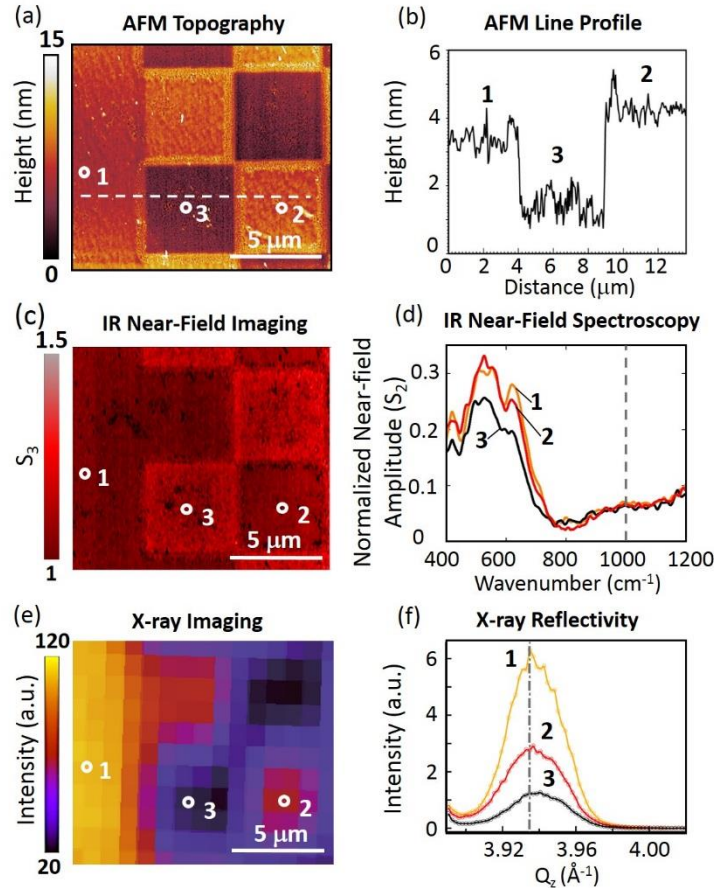 (a) AFM Topography
15
Height (nm)
0
1
3
2
5 μm
(b) AFM Line Profile
Height (nm)
6
4
2
0
1
3
2
0 2 4 6 8 10 12
Distance (μm)
(c) IR Near-Field Imaging
1.5
S3
1
1
3
2
5 μm
(d) IR Near-Field Spectroscopy
Normalized Near-field
Amplitude (S2)
0.3
0.2
0.1
0
1
2
3
400 600 800 1000 1200
Wavenumber (cm-1)
(e) X-ray Imaging
120
Intensity (a.u.)
20
1
3
2
5 μm
(f) X-ray Reflectivity
Intensity (a.u.)
6
4
2
0
1
2
3
3.92 3.96 4.00
Qz (Å-1)